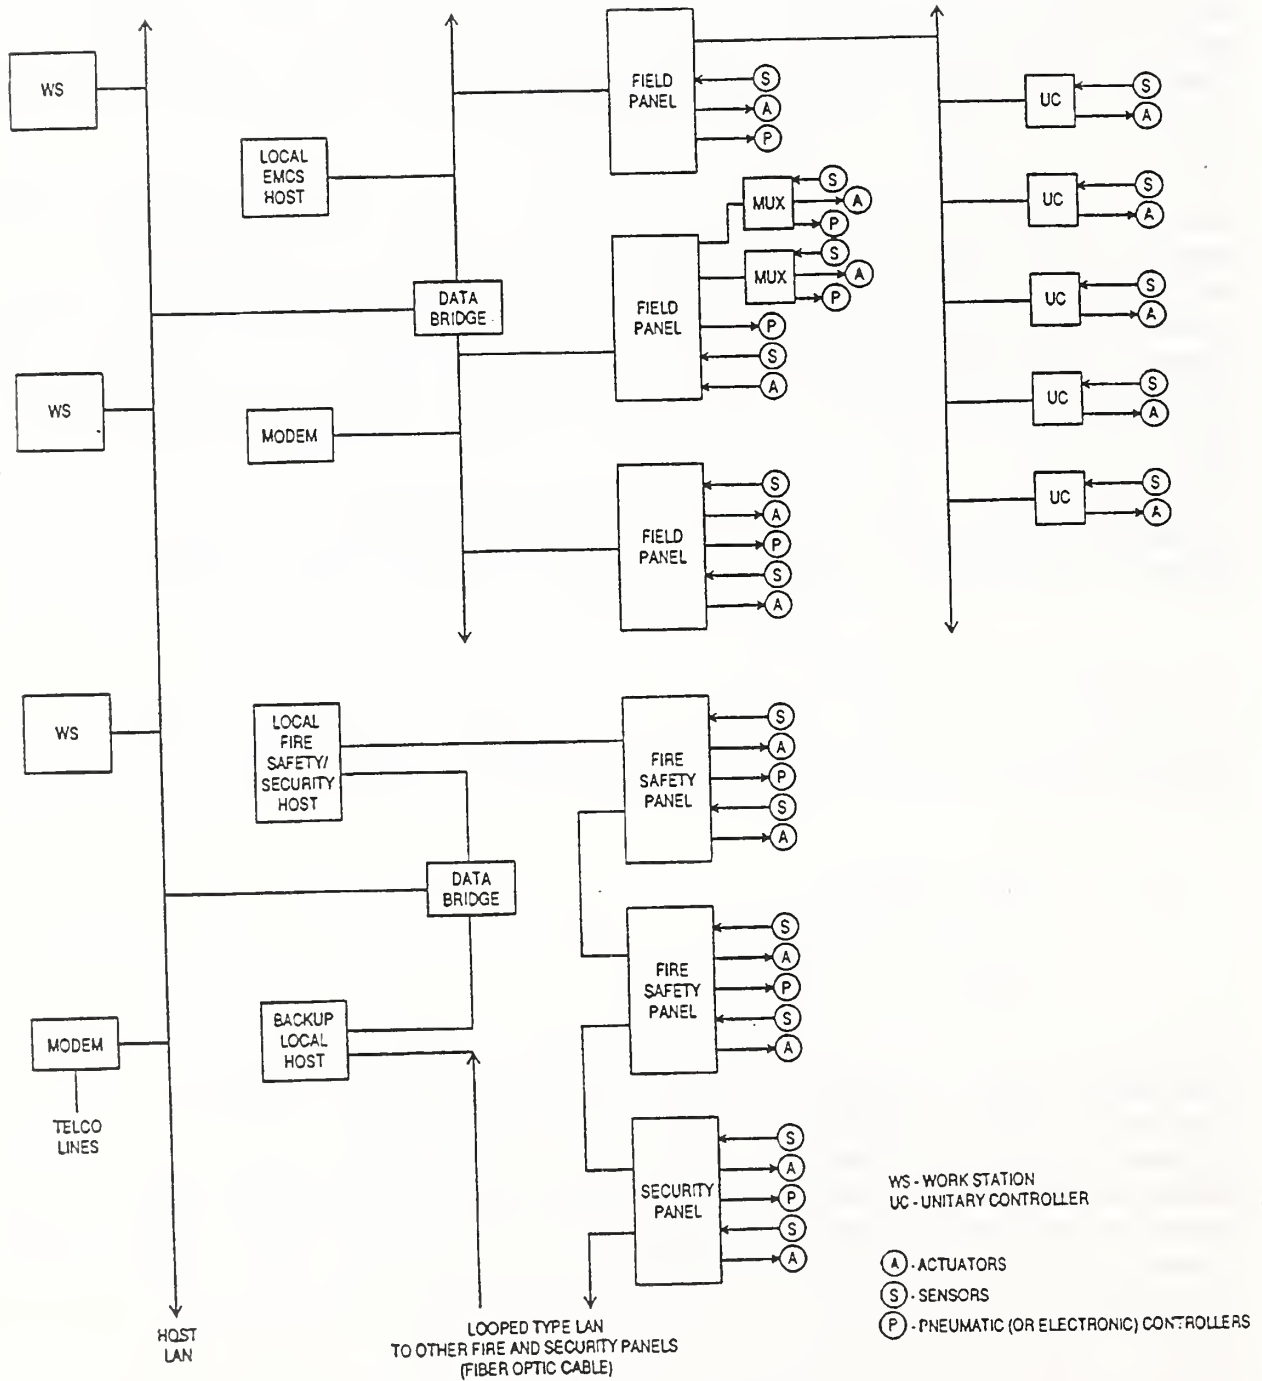 WS
LOCAL
EMCS
HOST
DATA
BRIDGE
WS
MODEM
FIELD
PANEL
S
A
P
MUX
S
A
P
MUX
S
A
P
FIELD
PANEL
P
S
A
FIELD
PANEL
S
A
P
S
A
UC
S
A
UC
S
A
UC
S
A
UC
S
A
UC
S
A
WS
LOCAL
FIRE
SAFETY/
SECURITY
HOST
DATA
BRIDGE
BACKUP
LOCAL
HOST
MODEM
TELCO
LINES
HOST
LAN
FIRE
SAFETY
PANEL
S
A
P
S
A
FIRE
SAFETY
PANEL
S
A
P
S
A
SECURITY
PANEL
S
A
P
S
A
LOOPED TYPE LAN
TO OTHER FIRE AND SECURITY PANELS
(FIBER OPTIC CABLE)
WS - WORK STATION
UC - UNITARY CONTROLLER
A - ACTUATORS
S - SENSORS
P - PNEUMATIC (OR ELECTRONIC) CONTROLLERS